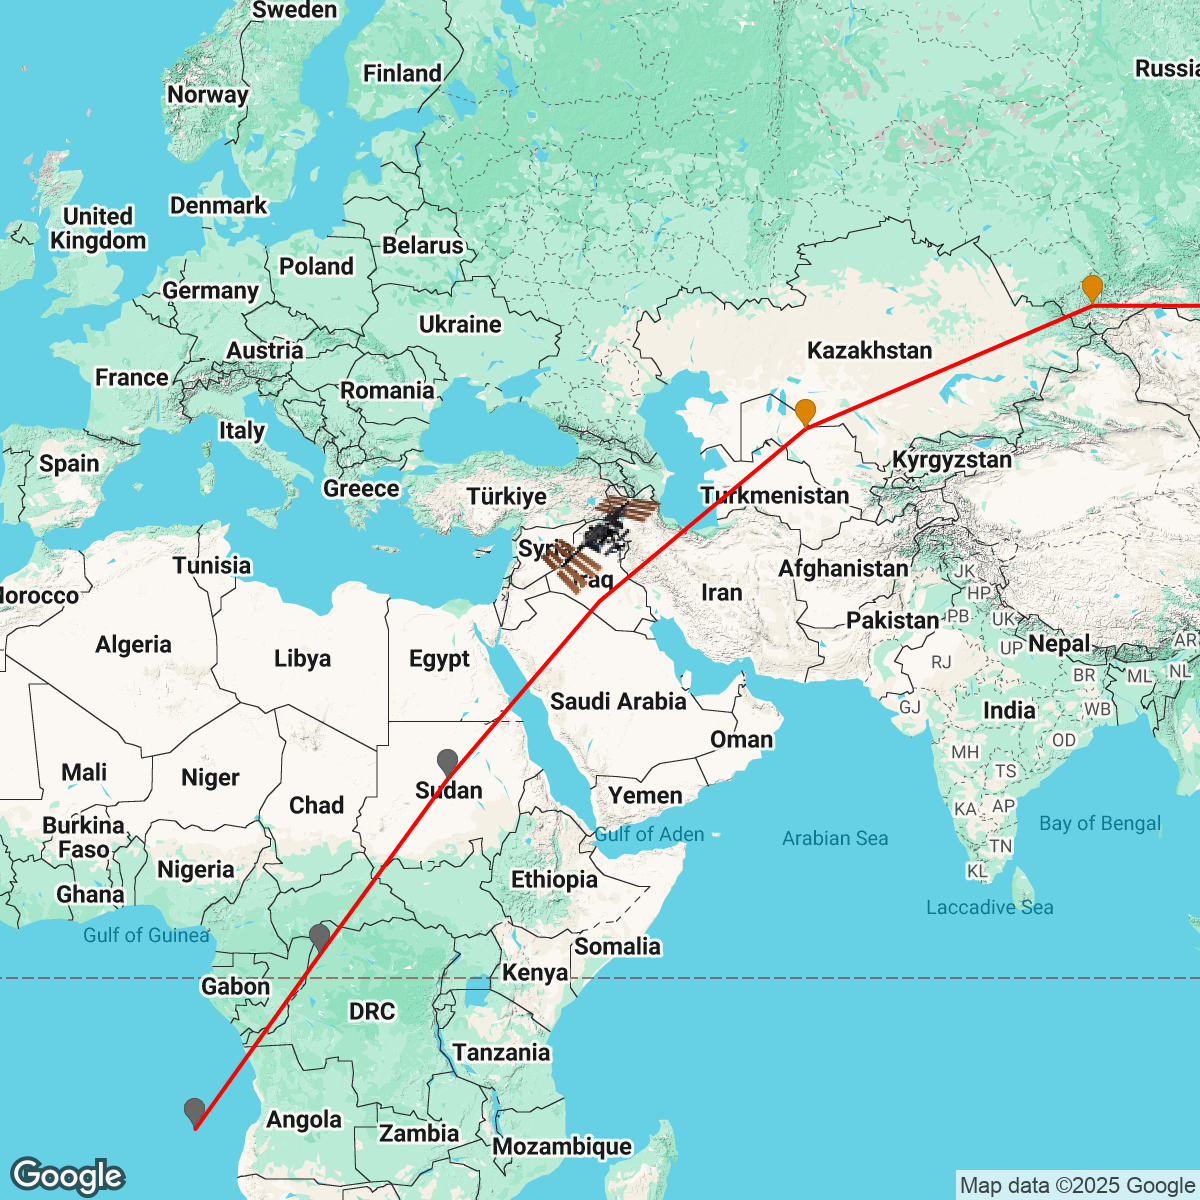 Sweden
Finland
Russia
Norway
Denmark
United
Kingdom
Belarus
Poland
Germany
Ukraine
Austria
Kazakhstan
France
Romania
Italy
Spain
Kyrgyzstan
Greece
Türkiye
Turkmenistan
Syria
Tunisia
Afghanistan
JK
Iraq
Iran
HP
Morocco
PB
UK
Pakistan
Algeria
Nepal
AR
UP
Libya
Egypt
RJ
BR
ML
NL
Saudi Arabia
GJ
India
WB
Oman
OD
MH
Mali
Niger
TS
Sudan
Yemen
Chad
KA
AP
Burkina
Faso
Gulf of Aden
Arabian Sea
Bay of Bengal
TN
Nigeria
KL
Ethiopia
Ghana
Laccadive Sea
Gulf of Guinea
Somalia
Kenya
Gabon
DRC
Tanzania
Angola
Zambia
Mozambique
Google
Map data ©2025 Google